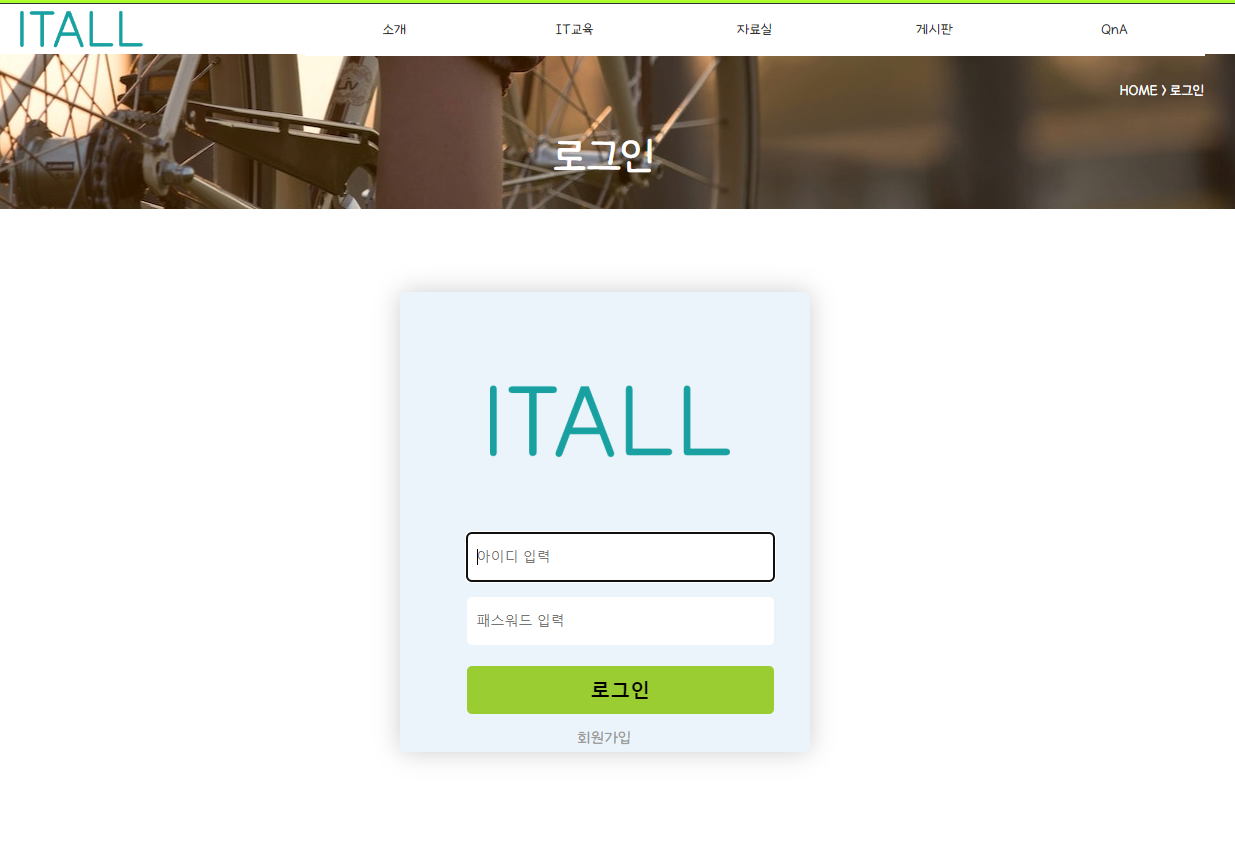 ITALL
소개
IT교육
자료실
게시판
QnA
HOME > 로그인
로그인
Liv
ITALL
아이디 입력
패스워드 입력
로그인
회원가입